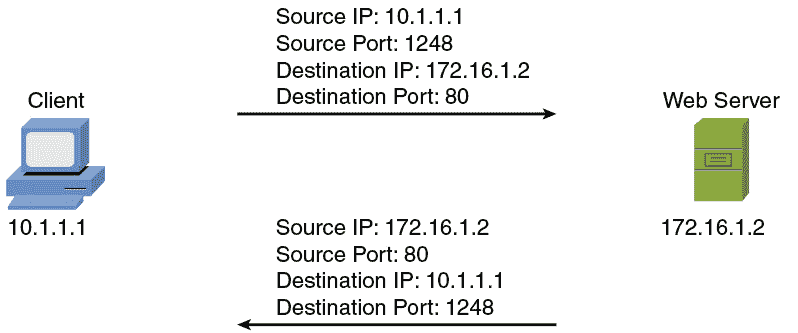 Source IP: 10.1.1.1
Source Port: 1248
Destination IP: 172.16.1.2
Destination Port: 80
Client
Web Server
10.1.1.1
172.16.1.2
Source IP: 172.16.1.2
Source Port: 80
Destination IP: 10.1.1.1
Destination Port: 1248